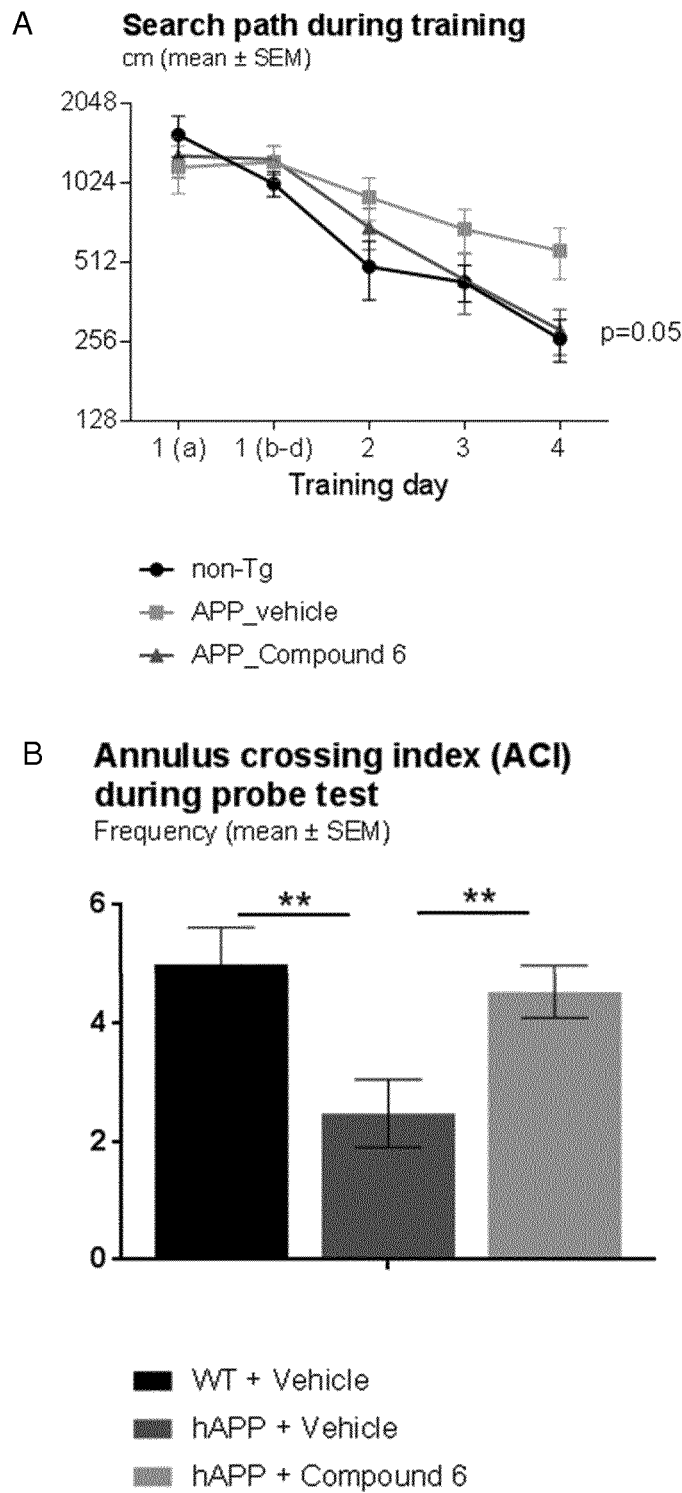 A
Search path during training
cm (mean ± SEM)
2048
1024
512
256
128
p=0.05
1 (a) 1 (b-d) 2 3 4
Training day
non-Tg
APP_vehicle
APP_Compound 6
B
Annulus crossing index (ACI)
during probe test
Frequency (mean ± SEM)
6
4
2
0
** **
WT + Vehicle
hAPP + Vehicle
hAPP + Compound 6